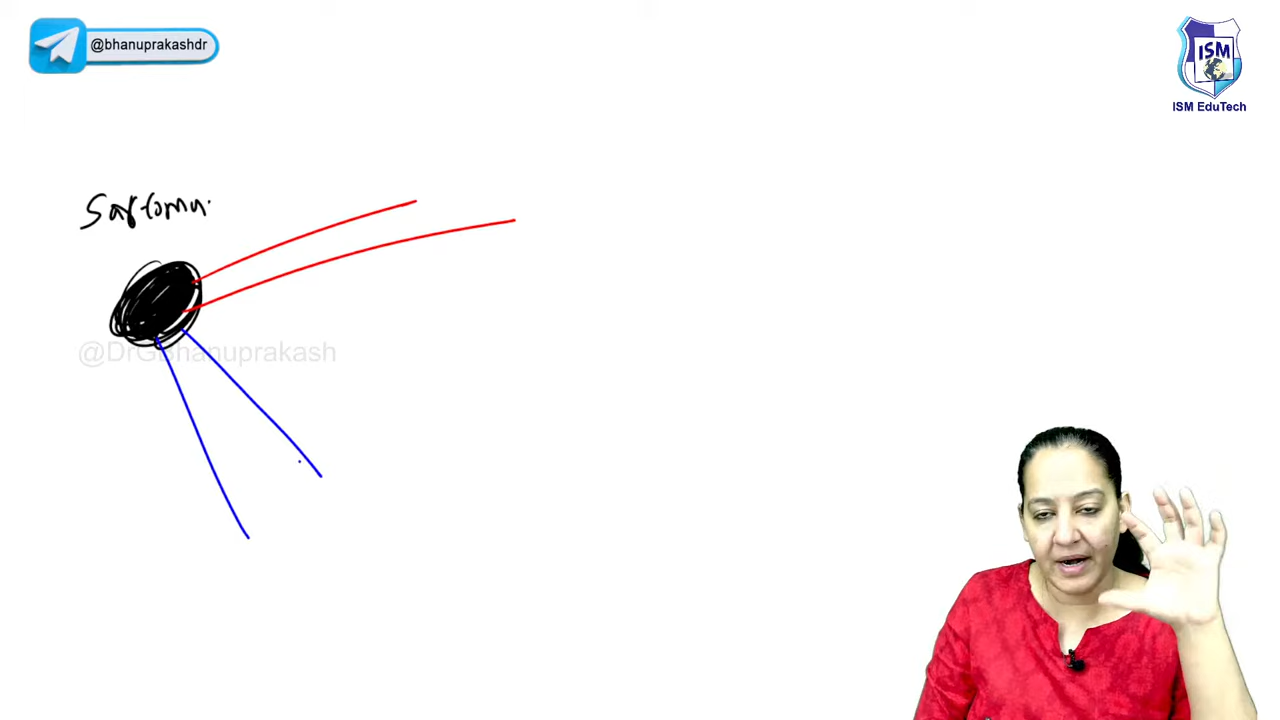 @bhanuprakashdr
ISM
ISM EduTech
Sarcoma
@DrGBhanuprakash